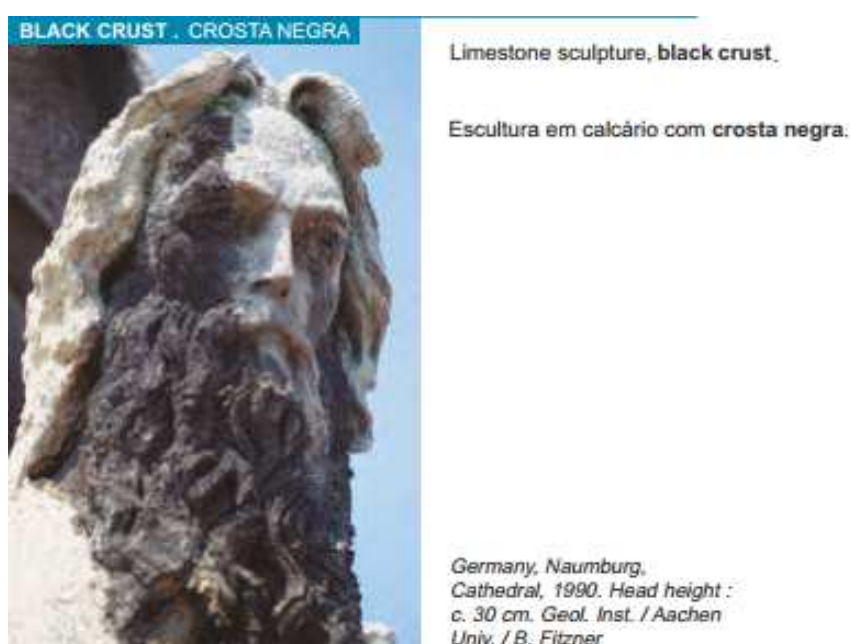 BLACK CRUST . CROSTA NEGRA
Limestone sculpture, black crust.
Escultura em calcário com crosta negra.
Germany, Naumburg,
Cathedral, 1990. Head height :
c. 30 cm. Geol. Inst. / Aachen
Univ. / B. Fitzner